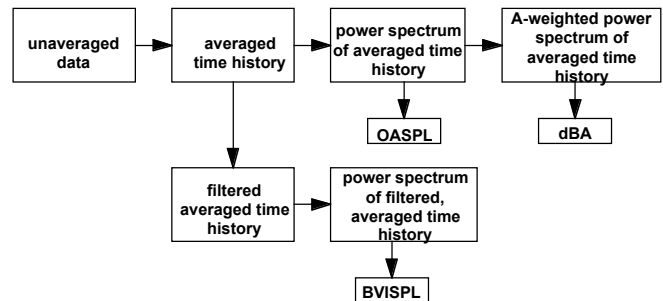 unaveraged
data
averaged
time history
power spectrum
of averaged time
history
A-weighted power
spectrum of
averaged time
history
OASPL
dBA
filtered
averaged time
history
power spectrum
of filtered,
averaged time
history
BVISPL